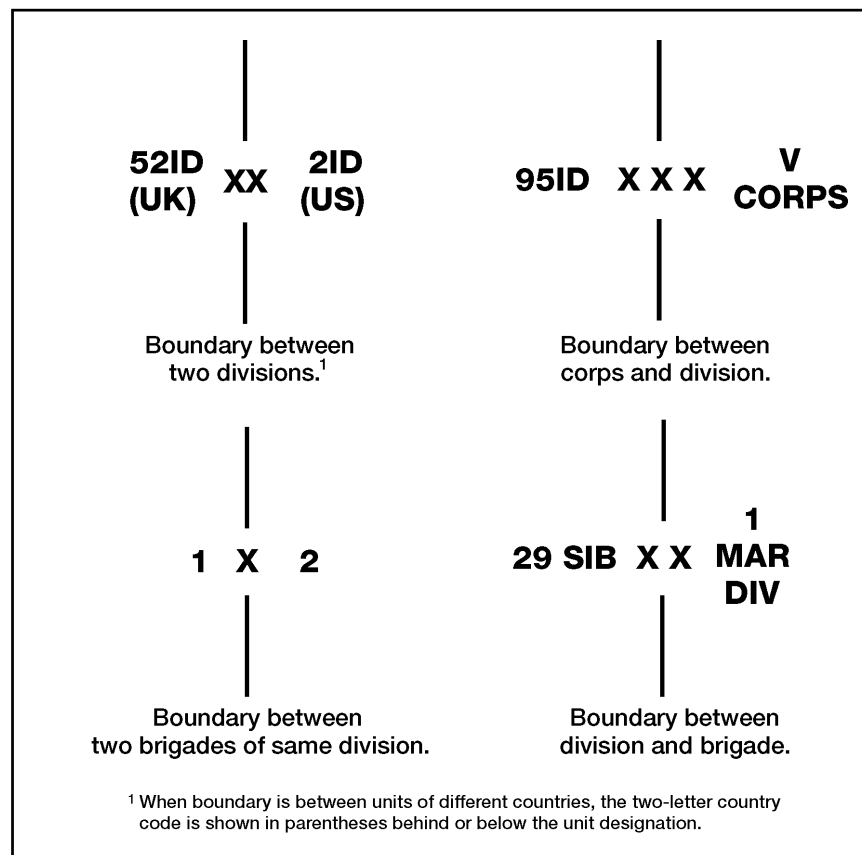 52ID
(UK)
XX
2ID
(US)
Boundary between
two divisions.1
95ID X X X
V
CORPS
Boundary between
corps and division.
1 X 2
Boundary between
two brigades of same division.
29 SIB X X
1
MAR
DIV
Boundary between
division and brigade.
1 When boundary is between units of different countries, the two-letter country
code is shown in parentheses behind or below the unit designation.